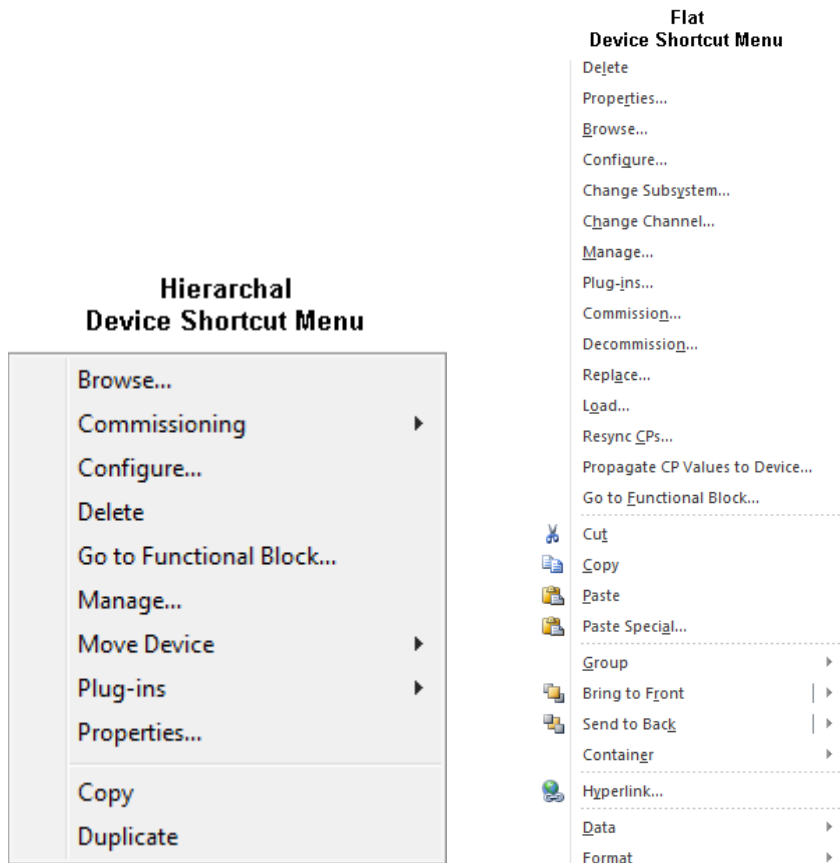 Hierarchal
Device Shortcut Menu
Browse...
Commissioning
Configure...
Delete
Go to Functional Block...
Manage...
Move Device
Plug-ins
Properties...
Copy
Duplicate
Flat
Device Shortcut Menu
Delete
Properties...
Browse...
Configure...
Change Subsystem...
Change Channel...
Manage...
Plug-ins...
Commission...
Decommission...
Replace...
Load...
Resync CPs...
Propagate CP Values to Device...
Go to Functional Block...
Cut
Copy
Paste
Paste Special...
Group
Bring to Front
Send to Back
Container
Hyperlink...
Data
Format